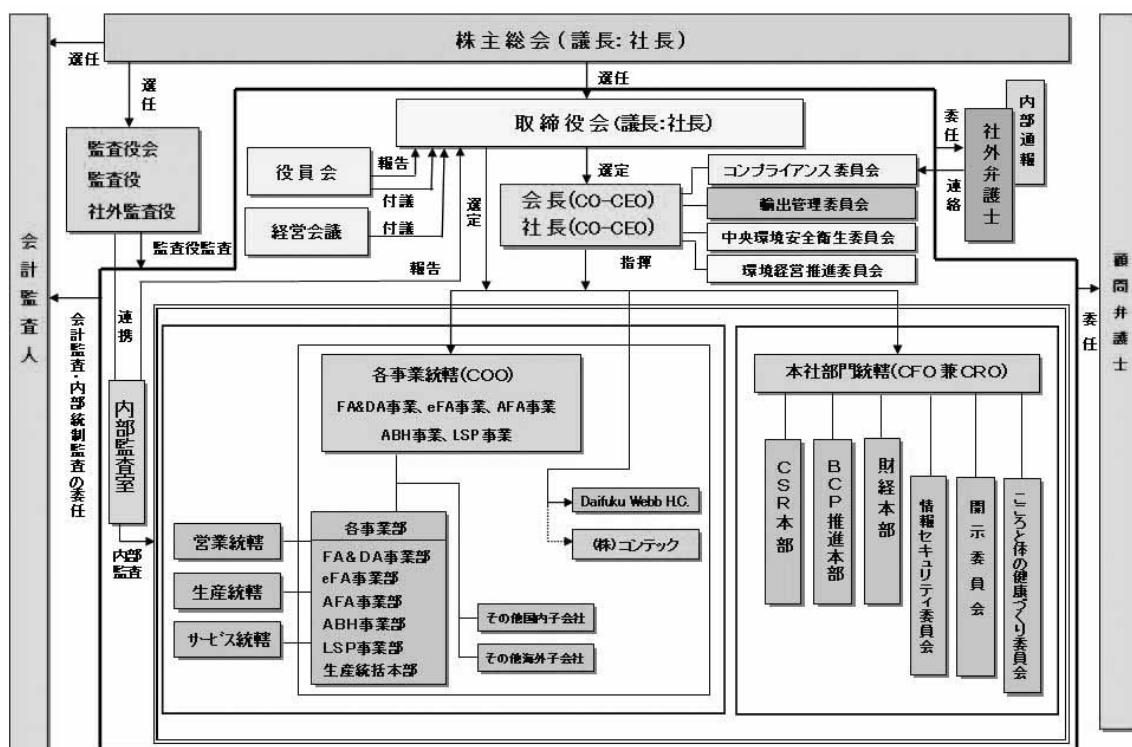 株主総会(議長:社長)
選任
選任
選任
取締役会(議長:社長)
監査役会
監査役
社外監査役
役員会
経営会議
報告
付議
付議
選定
選定
会長(CO-CEO)
社長(CO-CEO)
コンプライアンス委員会
輸出管理委員会
中央環境安全衛生委員会
環境経営推進委員会
委任
連絡
社外弁護士
内部通報
会計監査人
顧問弁護士
委任
監査役監査
報告
指揮
連携
会計監査・内部統制監査の委任
内部監査室
内部
監査
各事業統轄(COO)
FA&DA事業、eFA事業、AFA事業
ABH事業、LSP事業
Daifuku Webb H.C.
(株)コンテック
営業統轄
生産統轄
サービス統轄
各事業部
FA&DA事業部
eFA事業部
AFA事業部
ABH事業部
LSP事業部
生産統括本部
その他国内子会社
その他海外子会社
本社部門統轄(CFO兼CRO)
CSR本部
BCP推進本部
財経本部
情報セキュリティ委員会
開示委員会
こころと体の健康づくり委員会